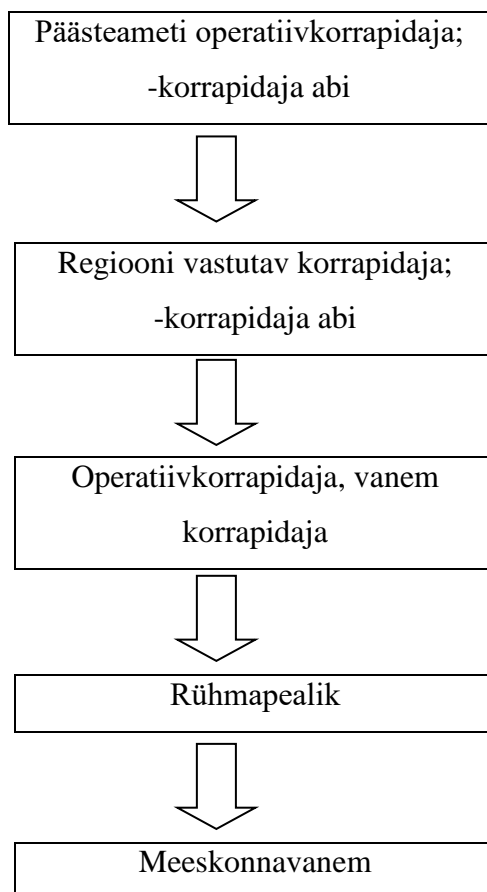 Päästeameti operatiivkorrapidaja;
-korrapidaja abi
Regiooni vastutav korrapidaja;
-korrapidaja abi
Operatiivkorrapidaja, vanem
korrapidaja
Rühmapealik
Meeskonnavanem